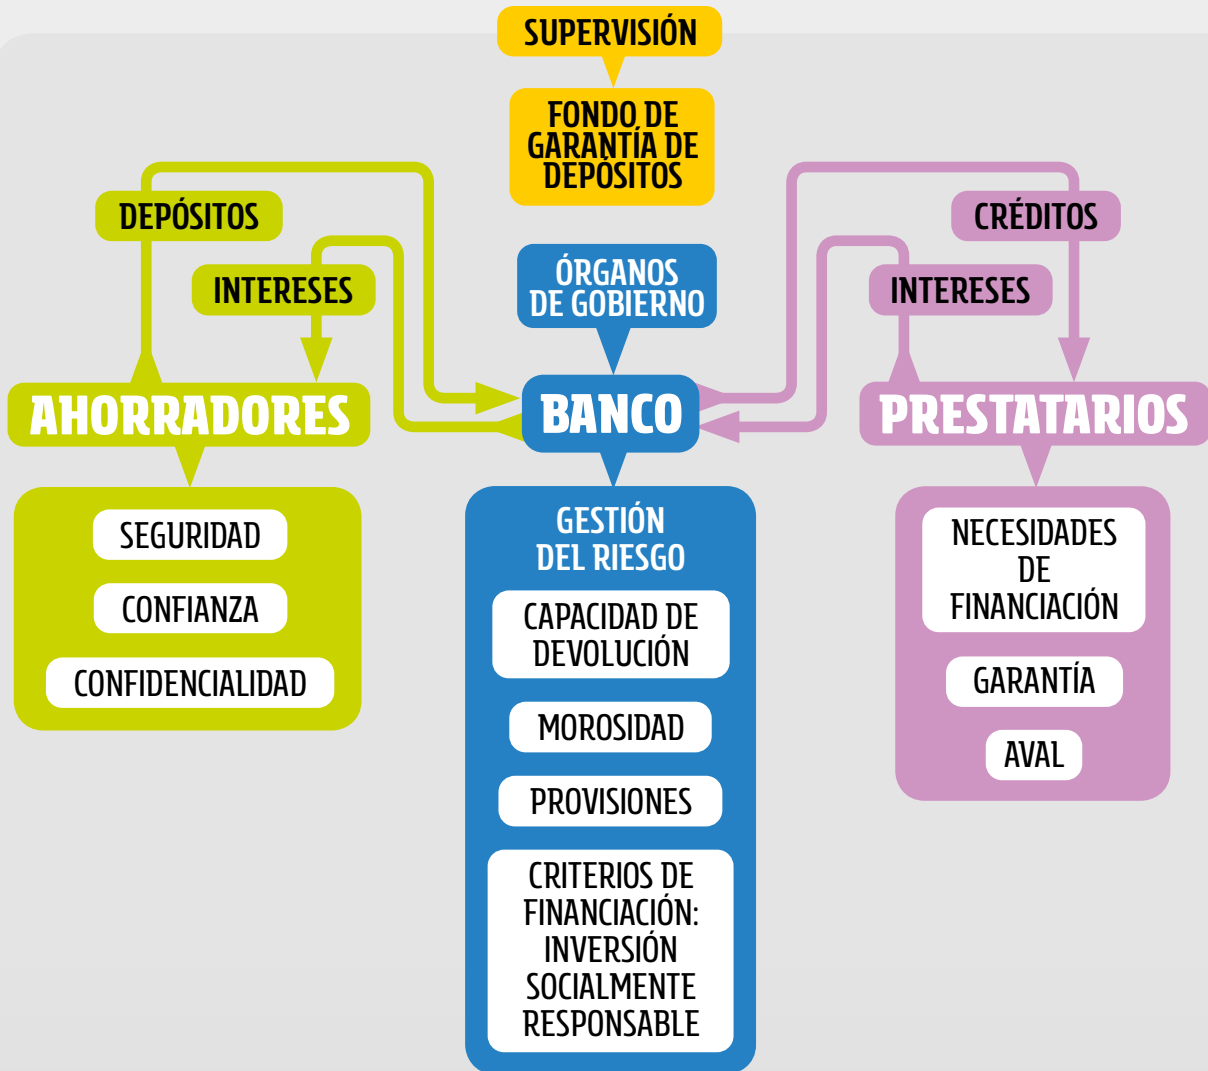 SUPERVISIÓN
FONDO DE
GARANTÍA DE
DEPÓSITOS
DEPÓSITOS
INTERESES
ÓRGANOS
DE GOBIERNO
CRÉDITOS
INTERESES
AHORRADORES
BANCO
PRESTATARIOS
SEGURIDAD
CONFIANZA
CONFIDENCIALIDAD
GESTIÓN
DEL RIESGO
CAPACIDAD DE
DEVOLUCIÓN
MOROSIDAD
PROVISIONES
CRITERIOS DE
FINANCIACIÓN:
INVERSIÓN
SOCIALMENTE
RESPONSABLE
NECESIDADES
DE
FINANCIACIÓN
GARANTÍA
AVAL